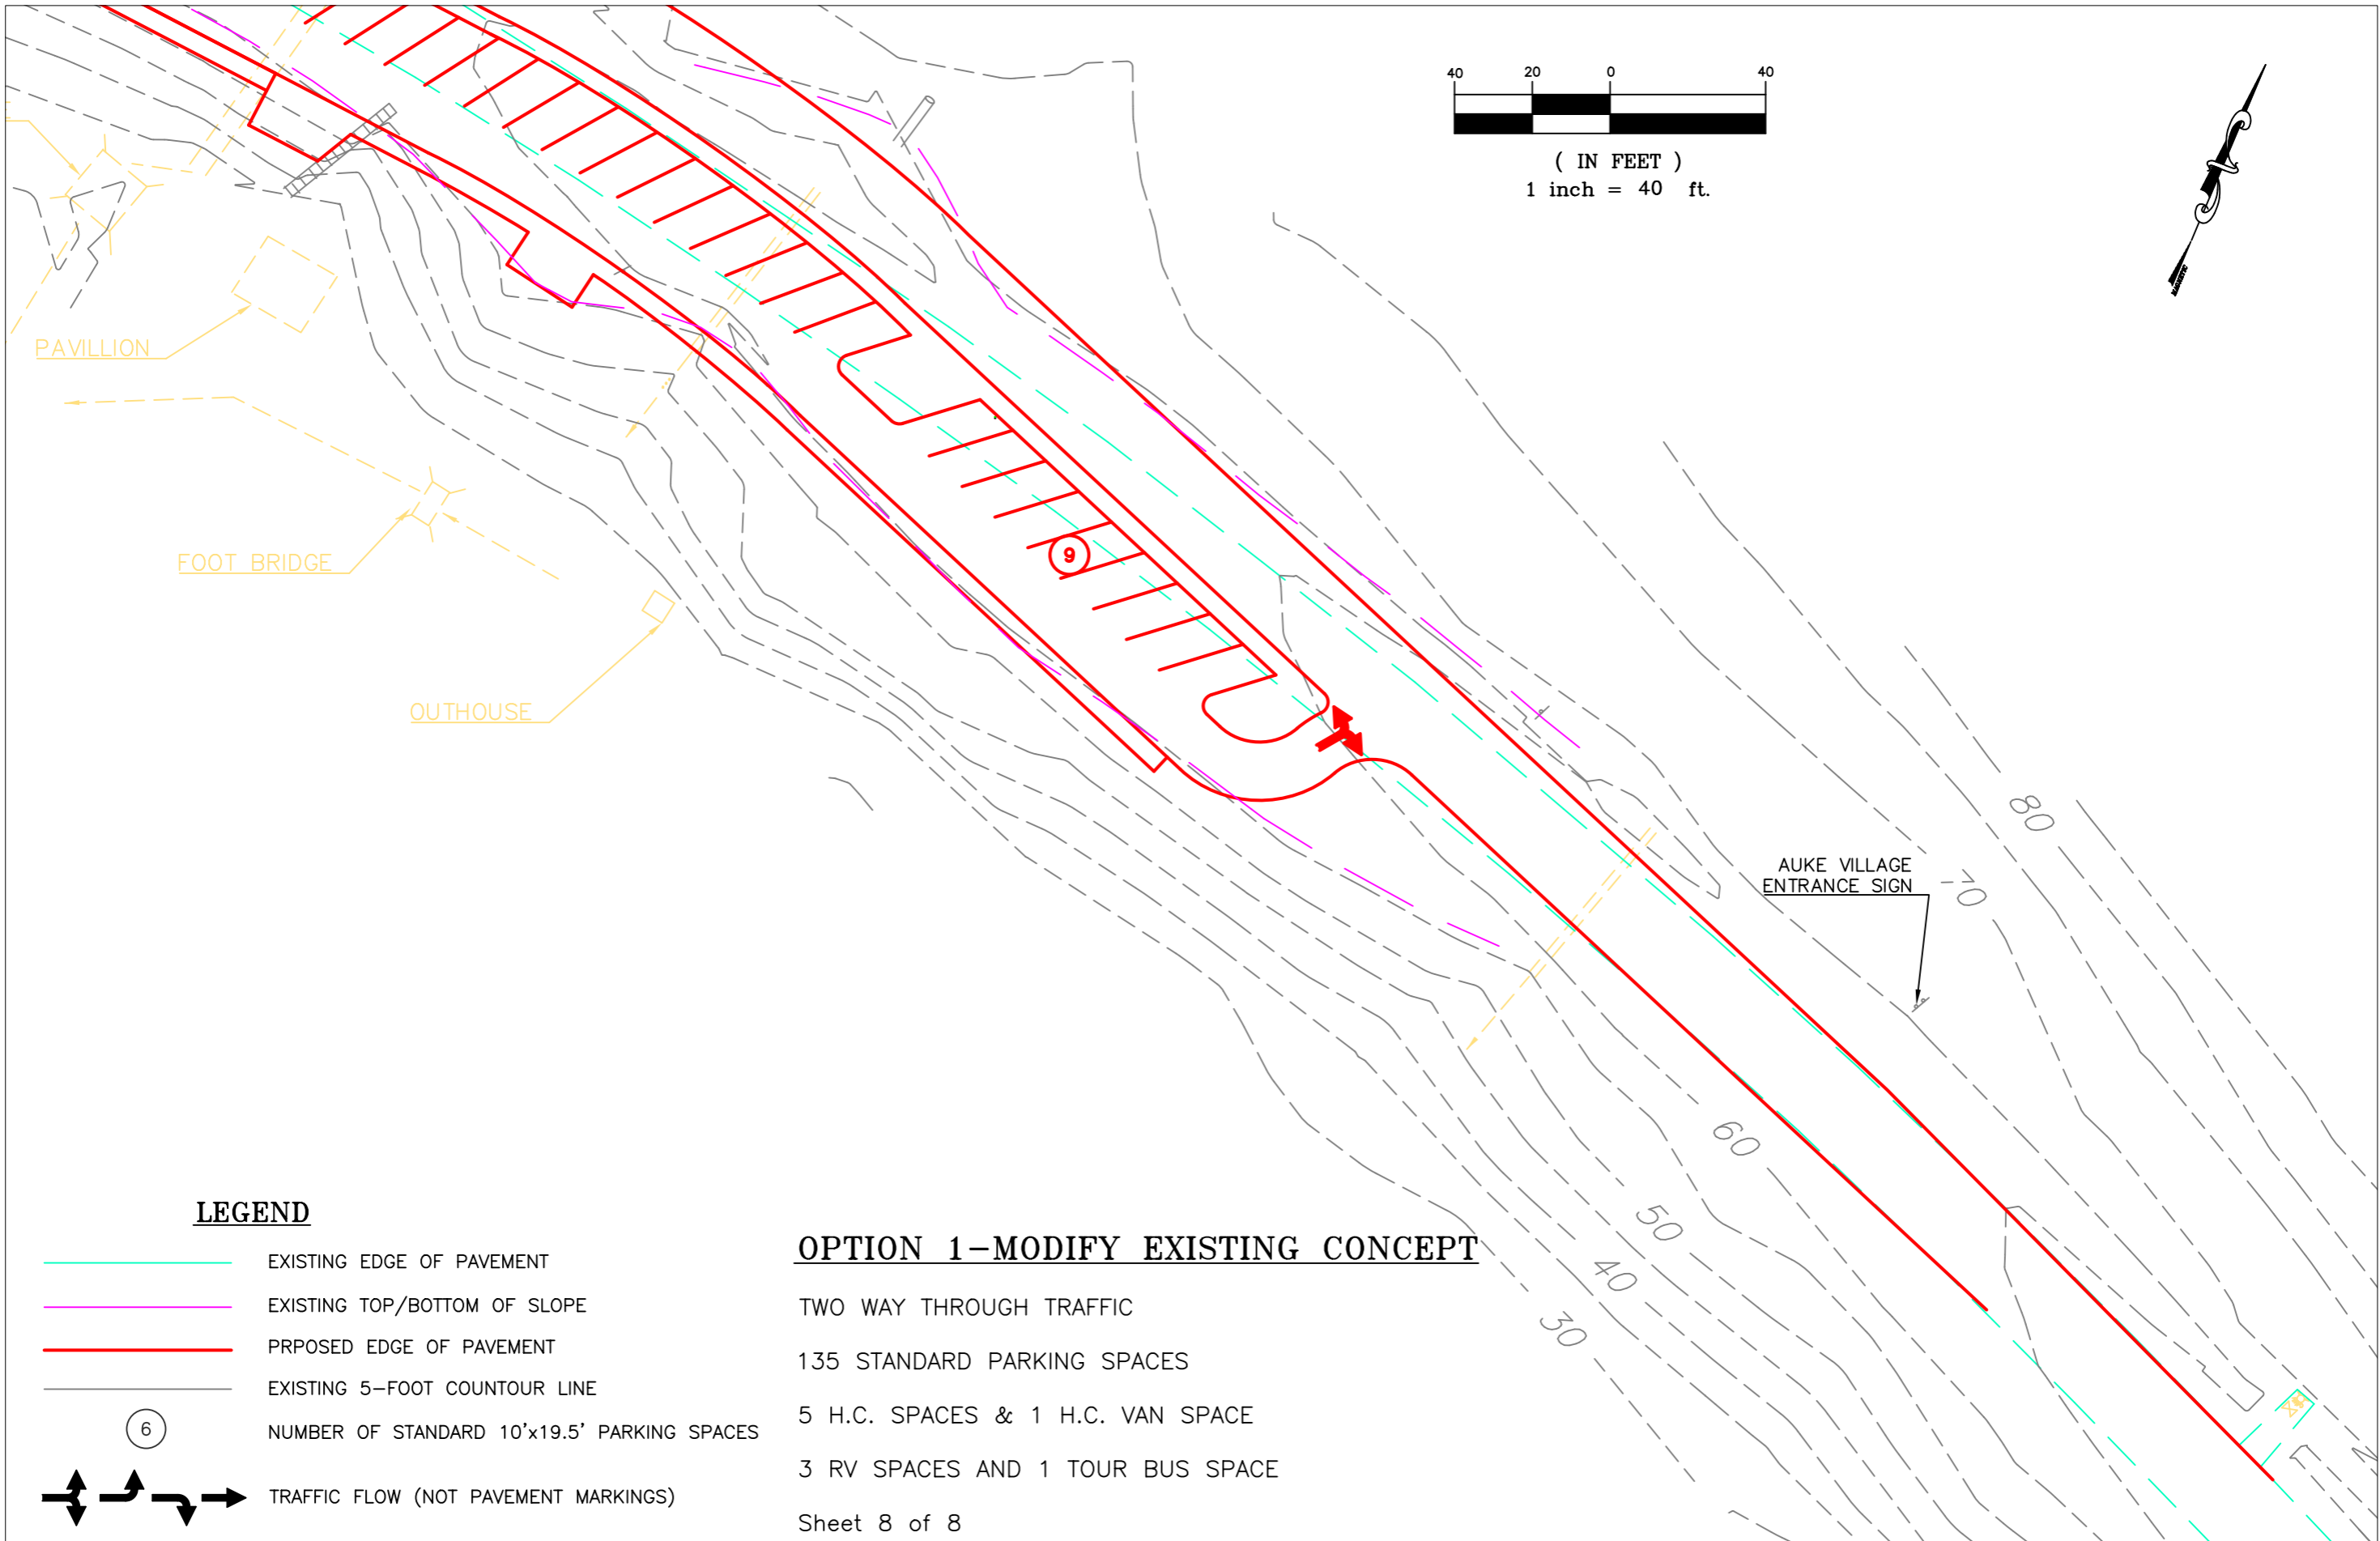 40 20 0 40
( IN FEET )
1 inch = 40 ft.
PAVILLION
FOOT BRIDGE
OUTHOUSE
9
AUKE VILLAGE
ENTRANCE SIGN
80
70
60
50
40
30
LEGEND
EXISTING EDGE OF PAVEMENT
EXISTING TOP/BOTTOM OF SLOPE
PRPOSED EDGE OF PAVEMENT
EXISTING 5-FOOT COUNTOUR LINE
6 NUMBER OF STANDARD 10'x19.5' PARKING SPACES
TRAFFIC FLOW (NOT PAVEMENT MARKINGS)
OPTION 1-MODIFY EXISTING CONCEPT
TWO WAY THROUGH TRAFFIC
135 STANDARD PARKING SPACES
5 H.C. SPACES & 1 H.C. VAN SPACE
3 RV SPACES AND 1 TOUR BUS SPACE
Sheet 8 of 8